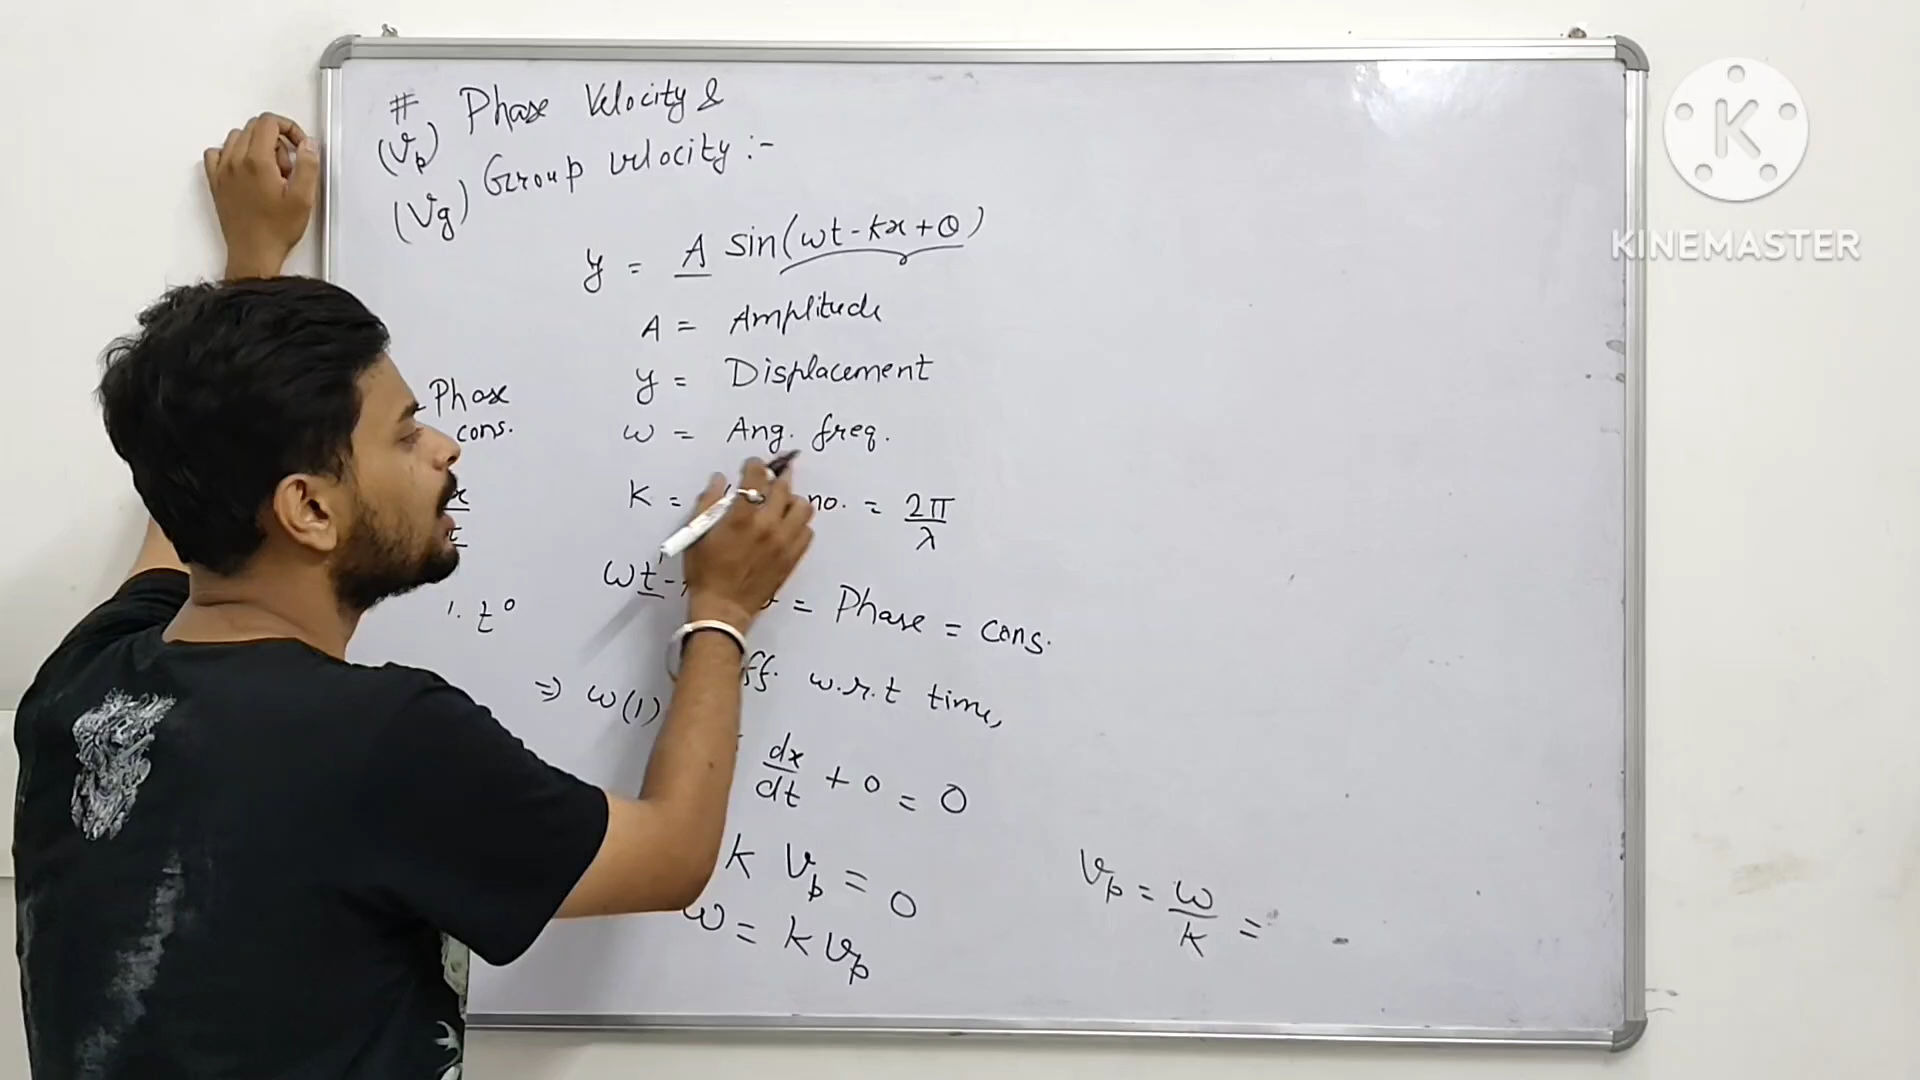 # Phase Velocity &
(Vp)
(Vg) Group velocity :-
y = A sin(ωt - kx + θ)
A = Amplitude
y = Displacement
Phase
cons.
ω = Ang. freq.
K = no. = 2π/λ
ωt - = Phase = cons.
t°
w.r.t time,
⇒ ω(1)
dx/dt + 0 = 0
k Vp = 0
ω = k Vp
Vp = ω/k =
K
KINEMASTER